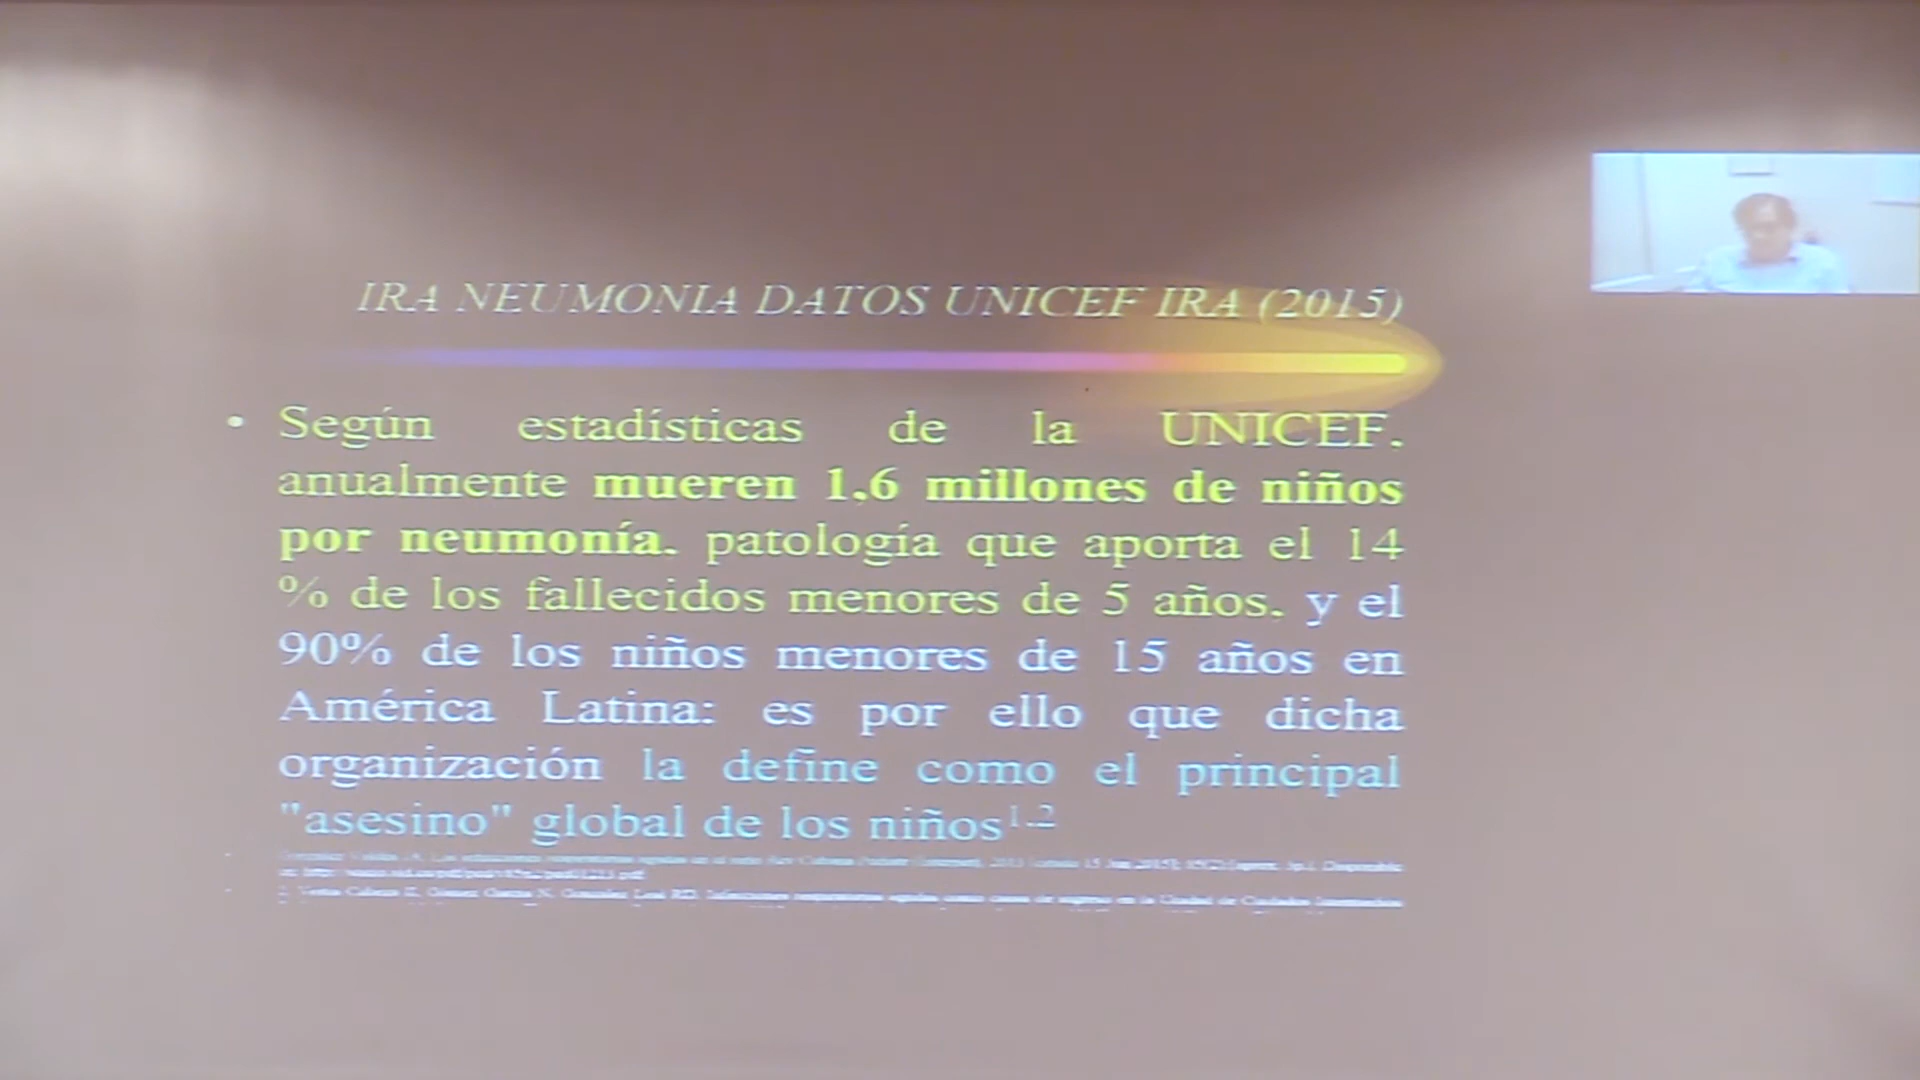 IRA NEUMONIA DATOS UNICEF IRA (2015)
• Según estadísticas de la UNICEF,
anualmente mueren 1,6 millones de niños
por neumonía, patología que aporta el 14
% de los fallecidos menores de 5 años, y el
90% de los niños menores de 15 años en
América Latina; es por ello que dicha
organización la define como el principal
"asesino" global de los niños1,2